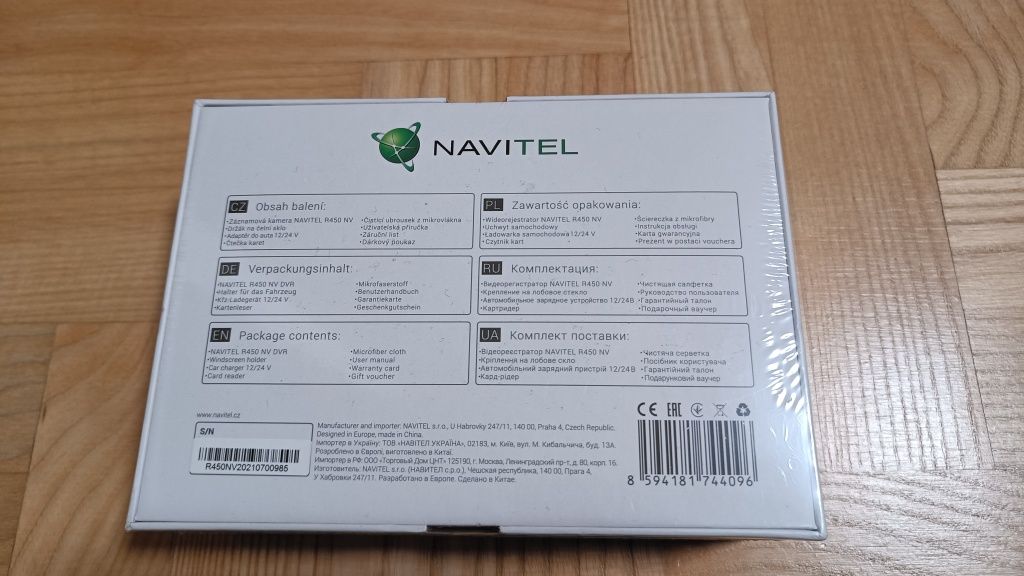 NAVITEL
CZ Obsah balení:
•Záznamová kamera NAVITEL R450 NV
•Držák na čelní sklo
•Adaptér do auta 12/24 V
•Čtečka karet
•Čistící ubrousek z mikrovlákna
•Uživatelská příručka
•Záruční list
•Dárkový poukaz
PL Zawartość opakowania:
•Wideorejestrator NAVITEL R450 NV
•Uchwyt samochodowy
•Ładowarka samochodowa 12/24 V
•Czytnik kart
•Ściereczka z mikrofibry
•Instrukcja obsługi
•Karta gwarancyjna
•Prezent w postaci vouchera
DE Verpackungsinhalt:
•NAVITEL R450 NV DVR
•Halter für das Fahrzeug
•Kfz-Ladegerät 12/24 V
•Kartenleser
•Mikrofaserstoff
•Benutzerhandbuch
•Garantiekarte
•Geschenkgutschein
RU Комплектация:
•Видеорегистратор NAVITEL R450 NV
•Крепление на лобовое стекло
•Автомобильное зарядное устройство 12/24В
•Картридер
•Чистящая салфетка
•Руководство пользователя
•Гарантийный талон
•Подарочный ваучер
EN Package contents:
•NAVITEL R450 NV DVR
•Windscreen holder
•Car charger 12/24 V
•Card reader
•Microfiber cloth
•User manual
•Warranty card
•Gift voucher
UA Комплект поставки:
•Відеореєстратор NAVITEL R450 NV
•Кріплення на лобове скло
•Автомобільний зарядний пристрій 12/24В
•Кард-рідер
•Чистяча серветка
•Посібник користувача
•Гарантійний талон
•Подарунковий ваучер
www.navitel.cz
S/N
R450NV20210700985
Manufacturer and importer: NAVITEL s.r.o., U Habrovky 247/11, 140 00, Praha 4, Czech Republic.
Designed in Europe, made in China.
Імпортер в Україну: ТОВ «НАВІТЕЛ УКРАЇНА», 02183, м. Київ, вул. М. Кибальчича, буд. 13А.
Розроблено в Європі, виготовлено в Китаї.
Импортер в РФ: ООО «Торговый Дом ЦНТ» 125190, г. Москва, Ленинградский пр-т, д. 80, корп. 16.
Изготовитель: NAVITEL s.r.o. (НАВИТЕЛ с.р.о.), Чешская республика, 140 00, Прага 4,
У Хабровки 247/11. Разработано в Европе. Сделано в Китае.
CE EAC
8 594181 744096